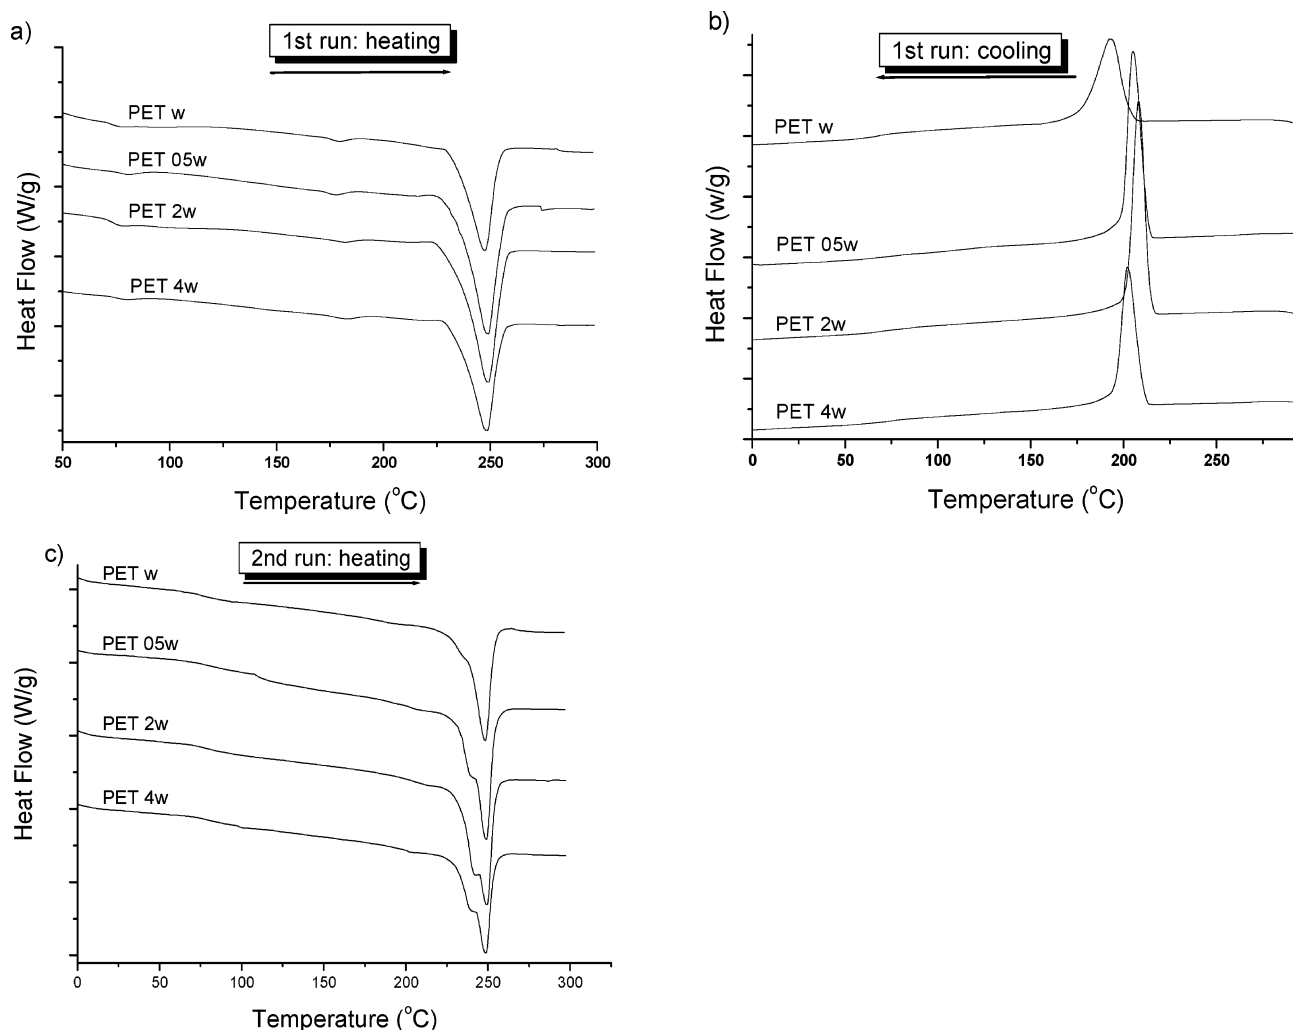 a)
1st run: heating
PET w
PET 05w
PET 2w
PET 4w
Heat Flow (W/g)
50 100 150 200 250 300
Temperature (°C)
b)
1st run: cooling
PET w
PET 05w
PET 2w
PET 4w
Heat Flow (w/g)
0 50 100 150 200 250
Temperature (°C)
c)
2nd run: heating
PET w
PET 05w
PET 2w
PET 4w
Heat Flow (W/g)
0 50 100 150 200 250 300
Temperature (°C)